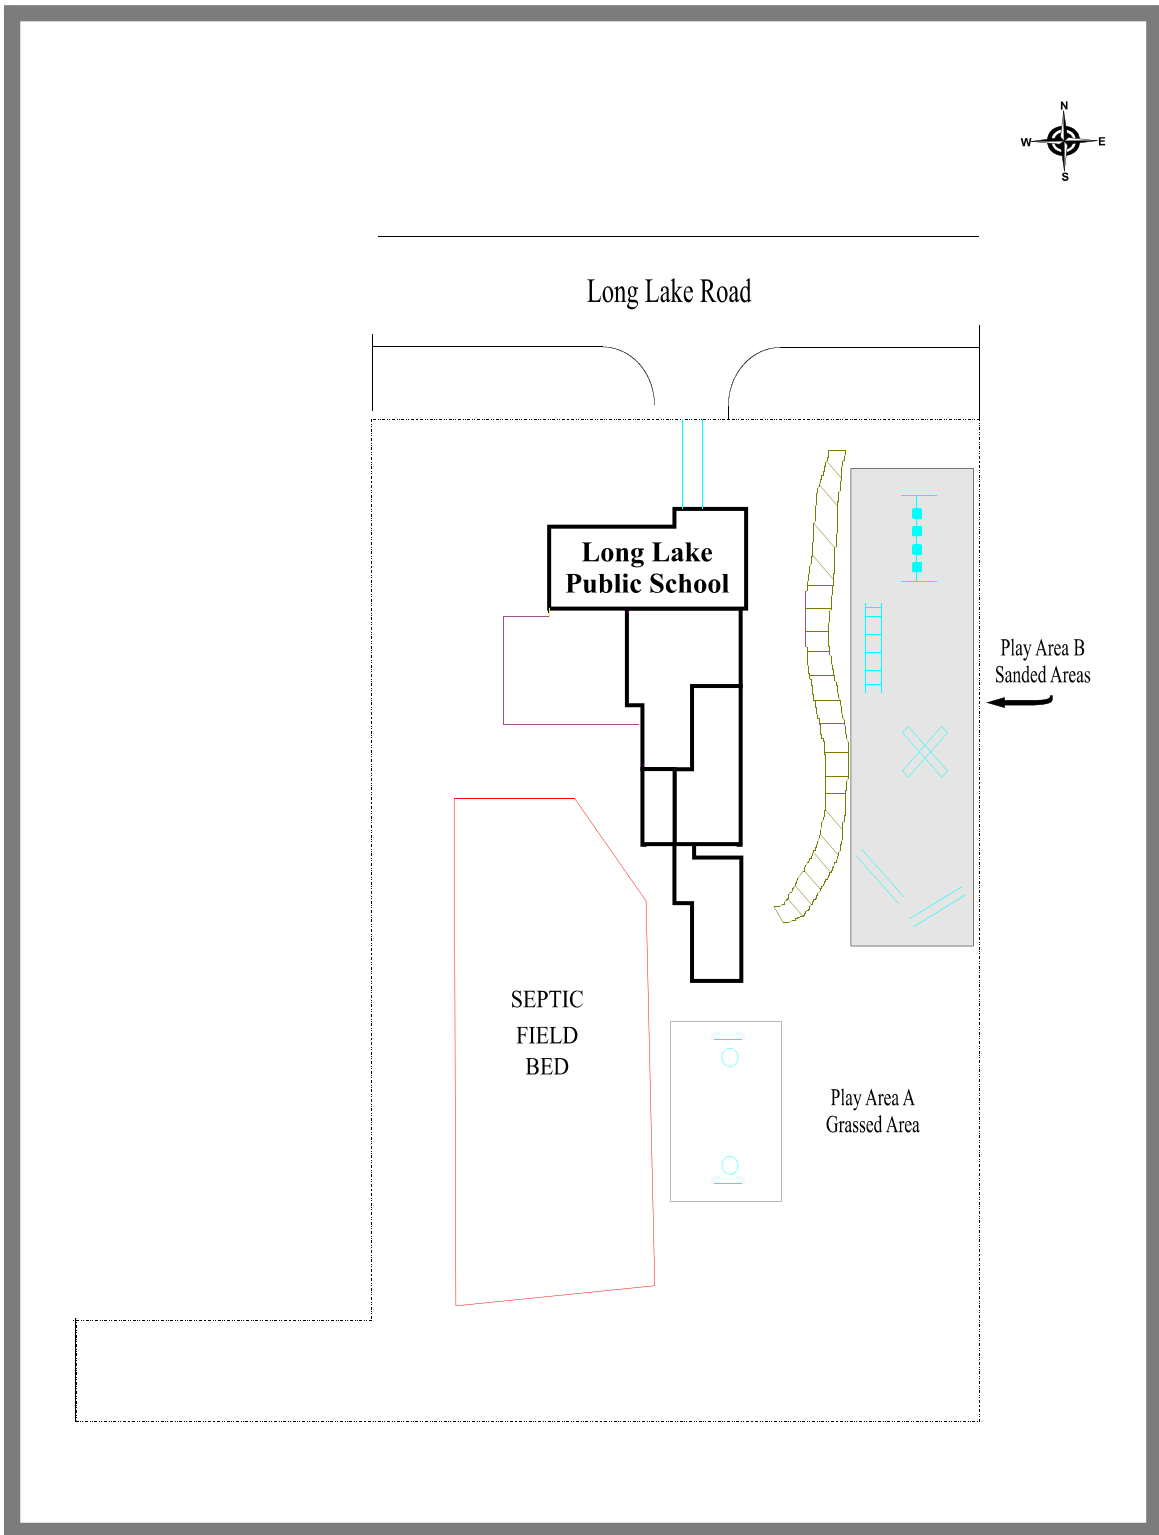 N
W E
S
Long Lake Road
Long Lake
Public School
Play Area B
Sanded Areas
SEPTIC
FIELD
BED
Play Area A
Grassed Area